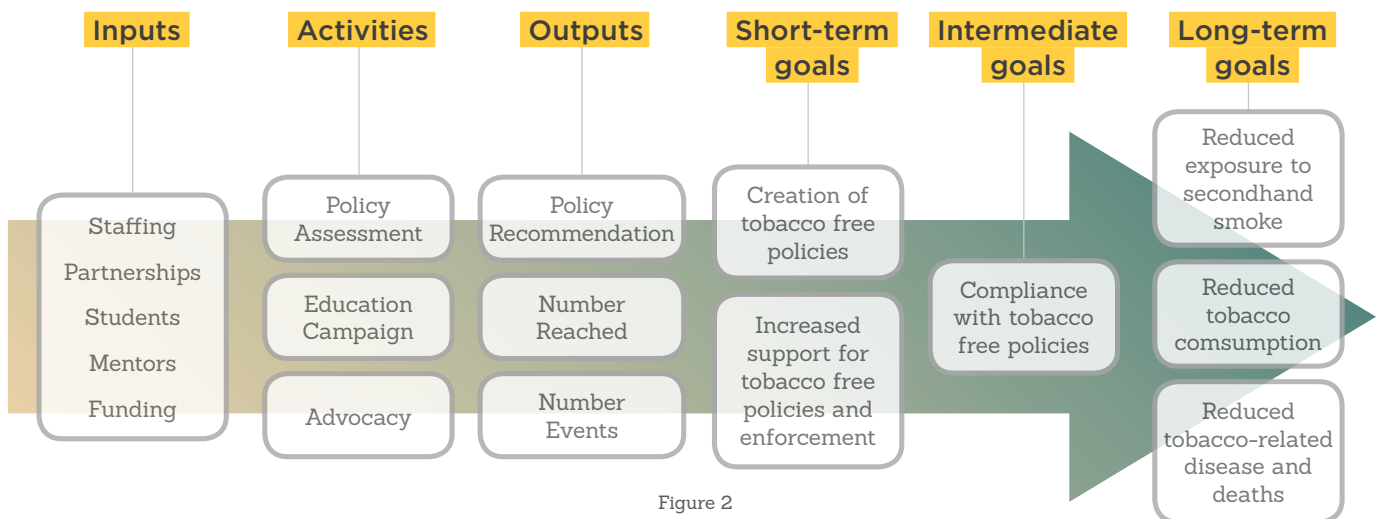 Inputs
Activities
Outputs
Short-term
goals
Intermediate
goals
Long-term
goals
Staffing
Partnerships
Students
Mentors
Funding
Policy
Assessment
Education
Campaign
Advocacy
Policy
Recommendation
Number
Reached
Number
Events
Creation of
tobacco free
policies
Increased
support for
tobacco free
policies and
enforcement
Compliance
with tobacco
free policies
Reduced
exposure to
secondhand
smoke
Reduced
tobacco
comsumption
Reduced
tobacco-related
disease and
deaths
Figure 2